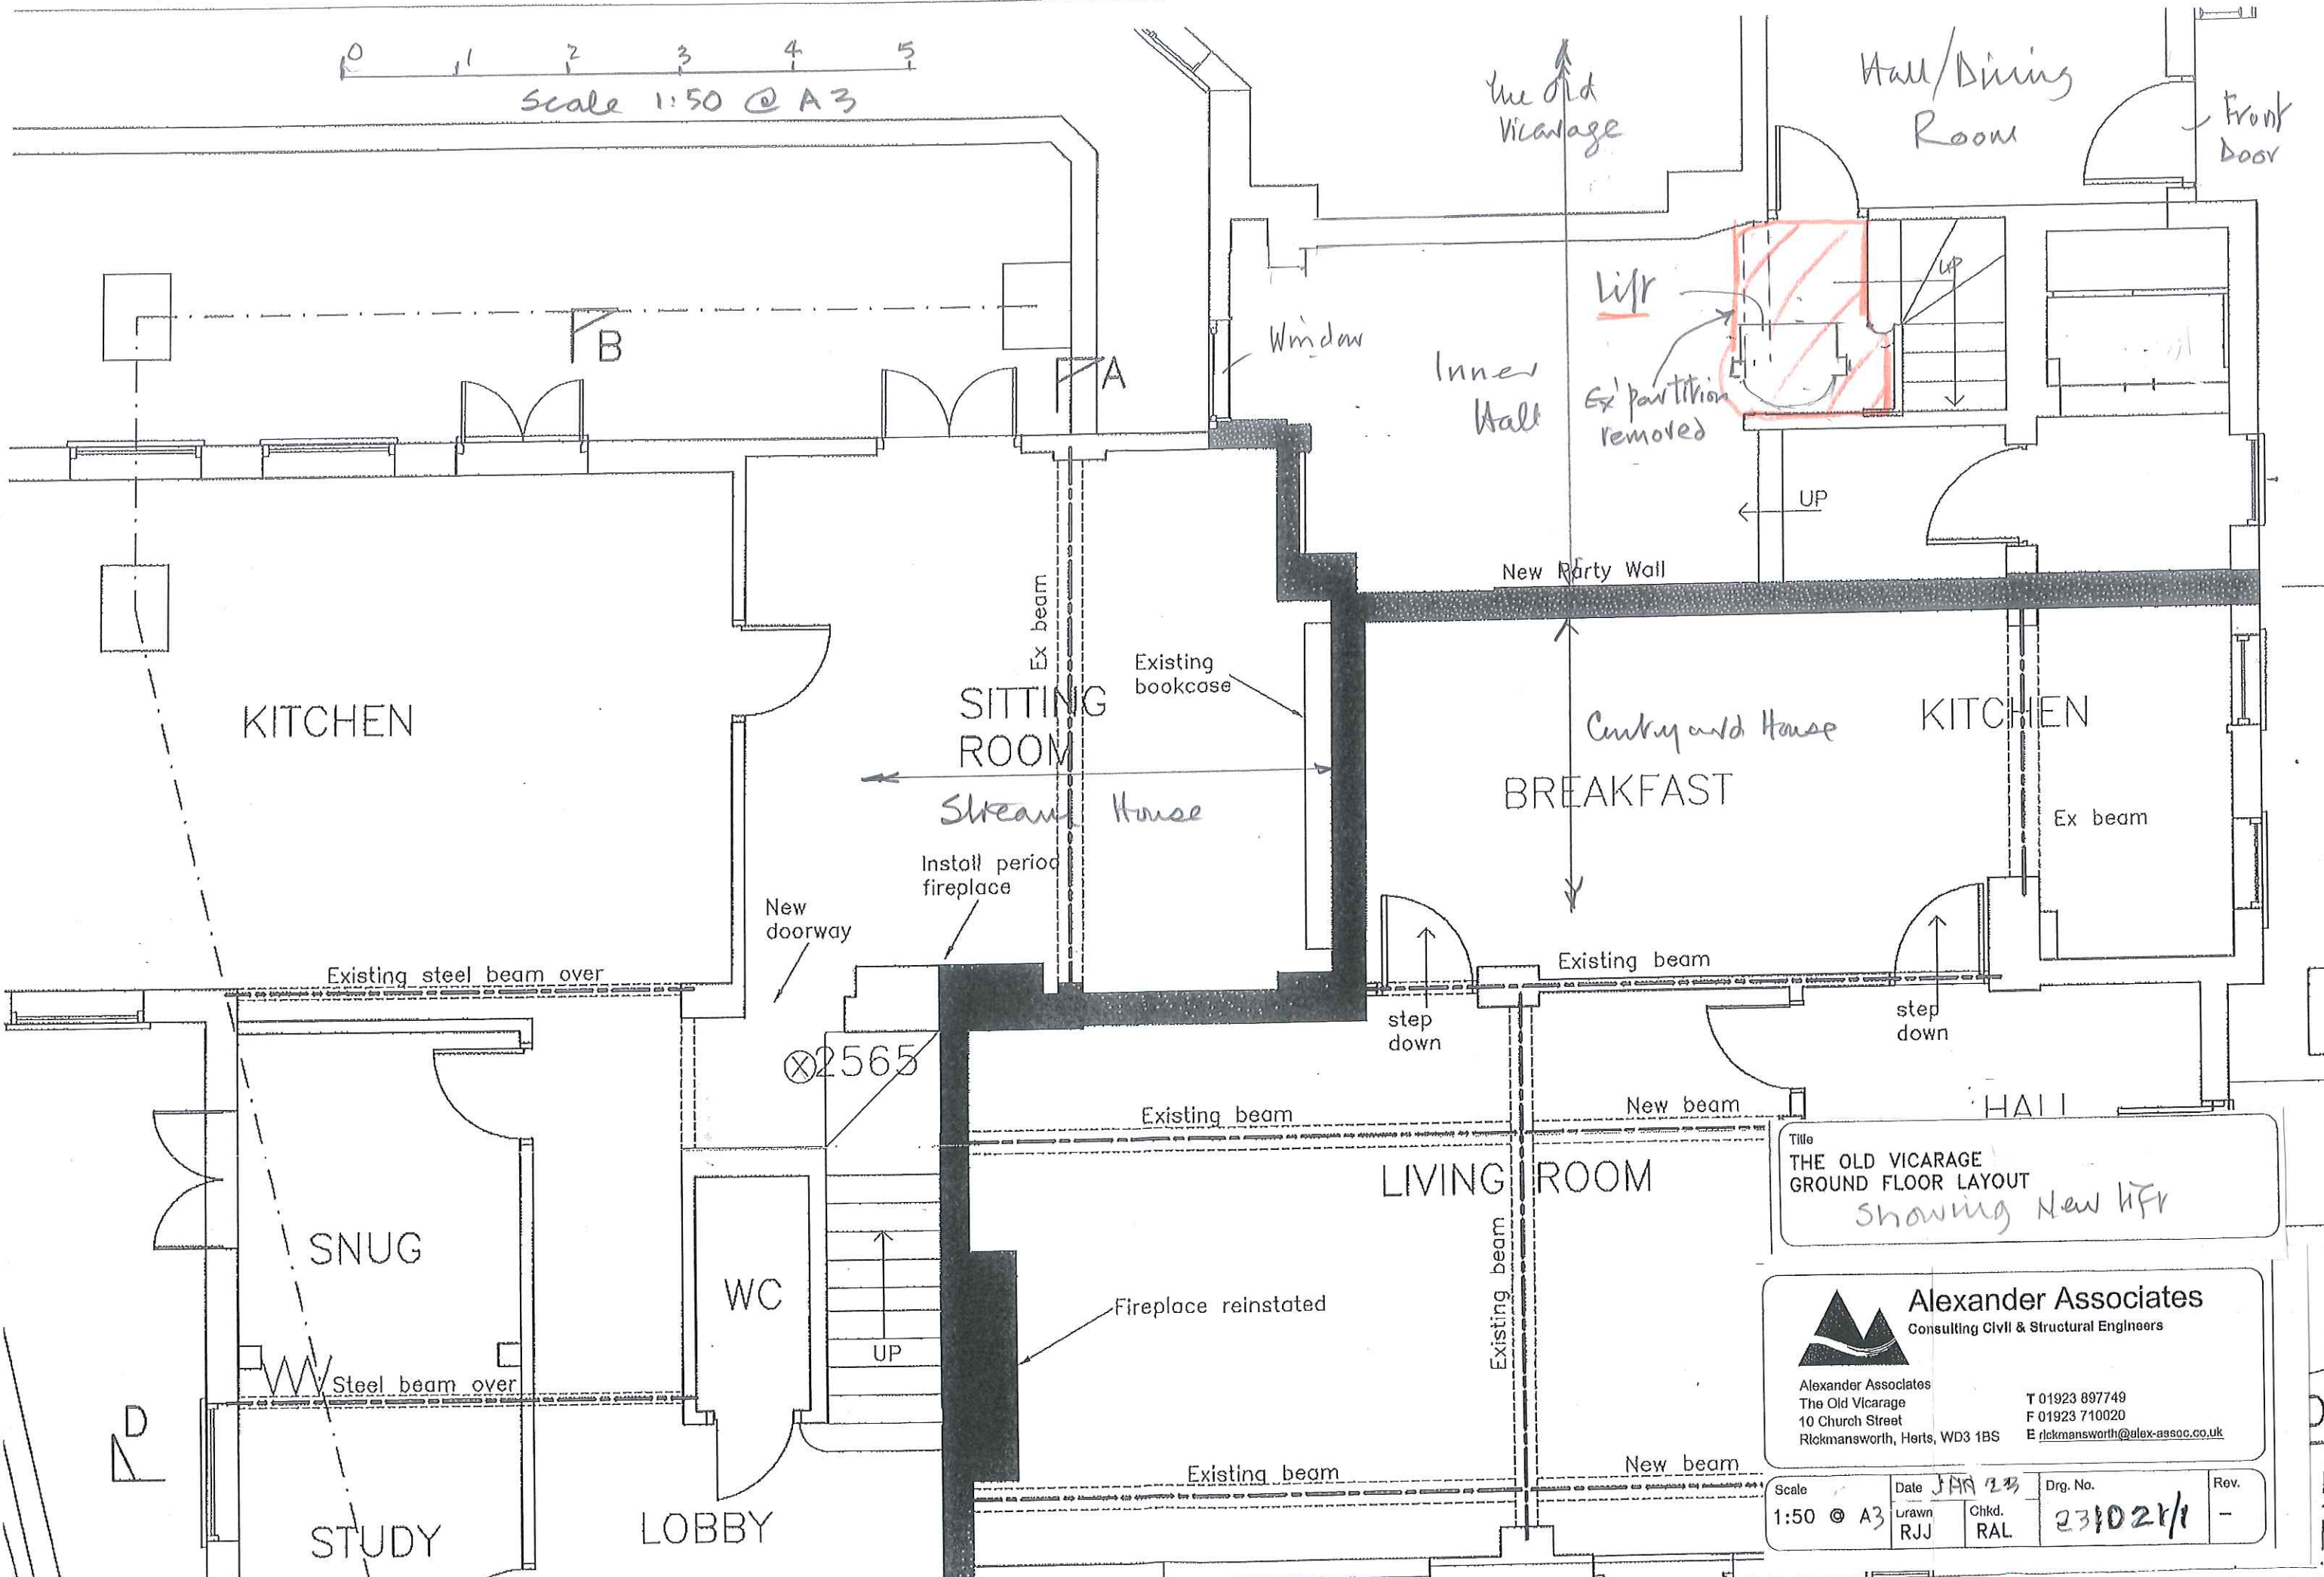 0 1 2 3 4 5
Scale 1:50 @ A3
The Old
Vicarage
Hall/Dining
Room
Front
Door
B
A
Window
Inner
Hall
Lift
Ex' partition
removed
UP
UP
New Party Wall
KITCHEN
Ex beam
SITTING
ROOM
Existing
bookcase
Stream House
Courtyard House
BREAKFAST
KITCHEN
Ex beam
Install period
fireplace
New
doorway
Existing steel beam over
Existing beam
step
down
step
down
2565
Existing beam
New beam
HALL
LIVING ROOM
SNUG
WC
UP
Fireplace reinstated
Existing beam
Steel beam over
D
STUDY
LOBBY
Existing beam
New beam
Title
THE OLD VICARAGE
GROUND FLOOR LAYOUT
Showing New lift
Alexander Associates
Consulting Civil & Structural Engineers
Alexander Associates
The Old Vicarage
10 Church Street
Rickmansworth, Herts, WD3 1BS
T 01923 897749
F 01923 710020
E rickmansworth@alex-assoc.co.uk
Scale
1:50 @ A3
Date JAN 23
Drawn
RJJ
Chkd.
RAL
Drg. No.
Rev.
-